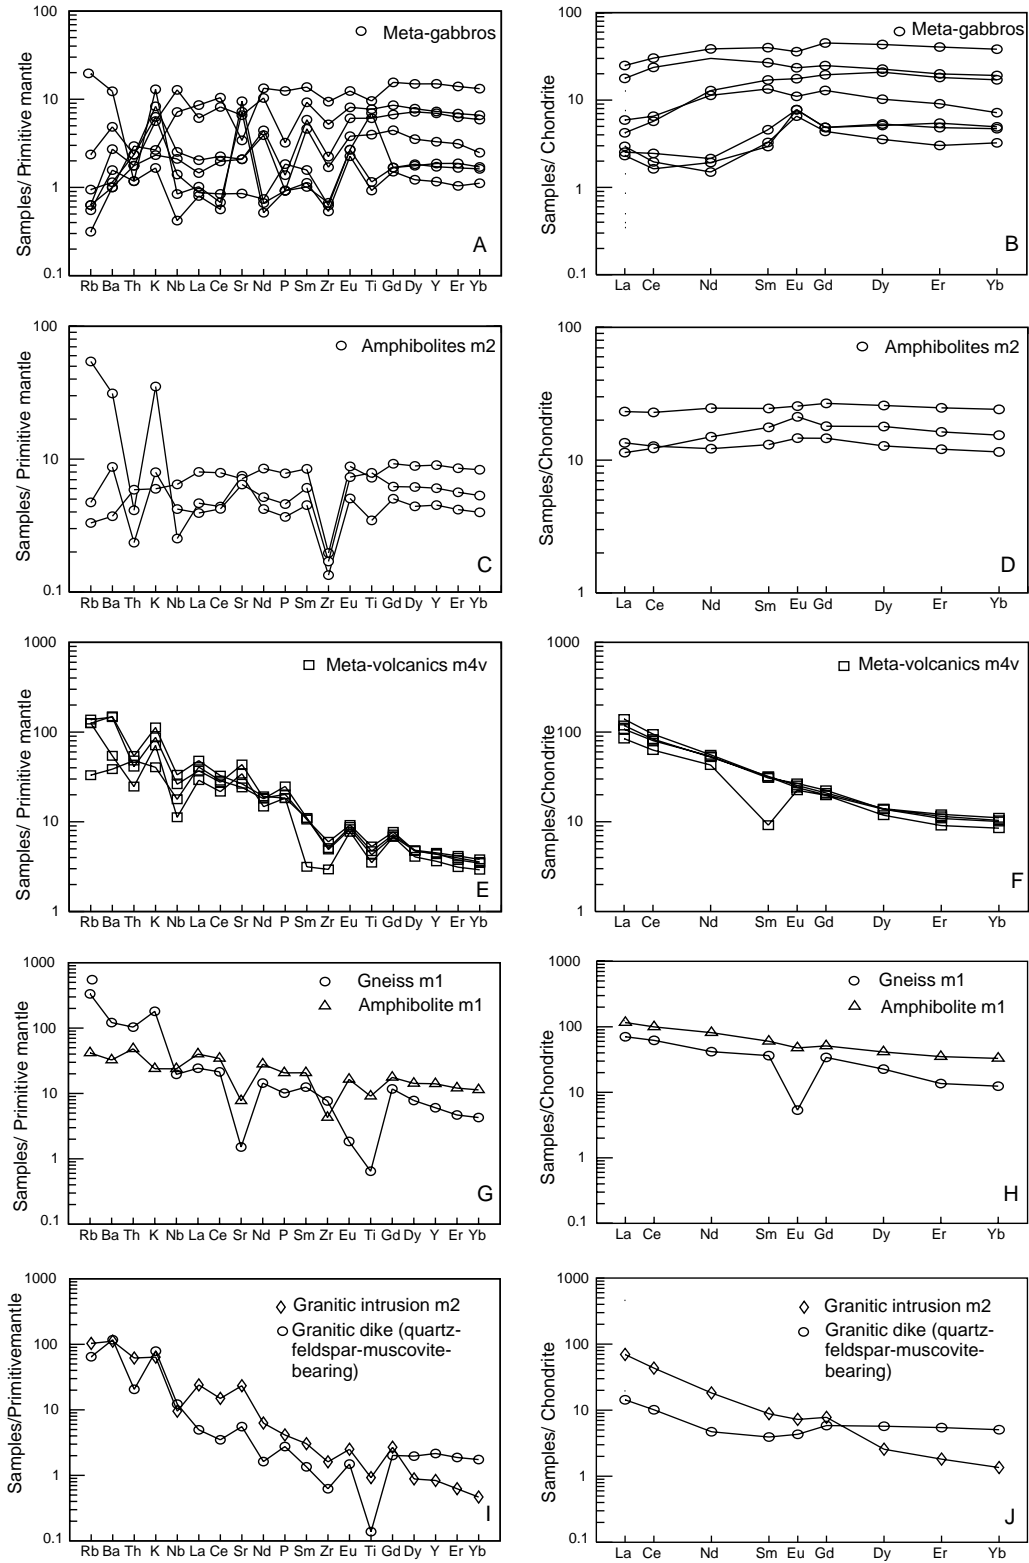 Samples/ Primitive mantle
100
10
1
0.1
Meta-gabbros
A
Rb Ba Th K Nb La Ce Sr Nd P Sm Zr Eu Ti Gd Dy Y Er Yb
Samples/ Chondrite
100
10
1
0.1
Meta-gabbros
B
La Ce Nd Sm Eu Gd Dy Er Yb
Samples/ Primitive mantle
100
10
1
0.1
Amphibolites m2
C
Rb Ba Th K Nb La Ce Sr Nd P Sm Zr Eu Ti Gd Dy Y Er Yb
Samples/Chondrite
100
10
1
Amphibolites m2
D
La Ce Nd Sm Eu Gd Dy Er Yb
Samples/ Primitive mantle
1000
100
10
1
Meta-volcanics m4v
E
Rb Ba Th K Nb La Ce Sr Nd P Sm Zr Eu Ti Gd Dy Y Er Yb
Samples/Chondrite
1000
100
10
1
Meta-volcanics m4v
F
La Ce Nd Sm Eu Gd Dy Er Yb
Samples/ Primitive mantle
1000
100
10
1
0.1
Gneiss m1
Amphibolite m1
G
Rb Ba Th K Nb La Ce Sr Nd P Sm Zr Eu Ti Gd Dy Y Er Yb
Samples/Chondrite
1000
100
10
1
0.1
Gneiss m1
Amphibolite m1
H
La Ce Nd Sm Eu Gd Dy Er Yb
Samples/Primitivemantle
1000
100
10
1
0.1
Granitic intrusion m2
Granitic dike (quartz-
feldspar-muscovite-
bearing)
I
Rb Ba Th K Nb La Ce Sr Nd P Sm Zr Eu Ti Gd Dy Y Er Yb
Samples/ Chondrite
1000
100
10
1
0.1
Granitic intrusion m2
Granitic dike (quartz-
feldspar-muscovite-
bearing)
J
La Ce Nd Sm Eu Gd Dy Er Yb